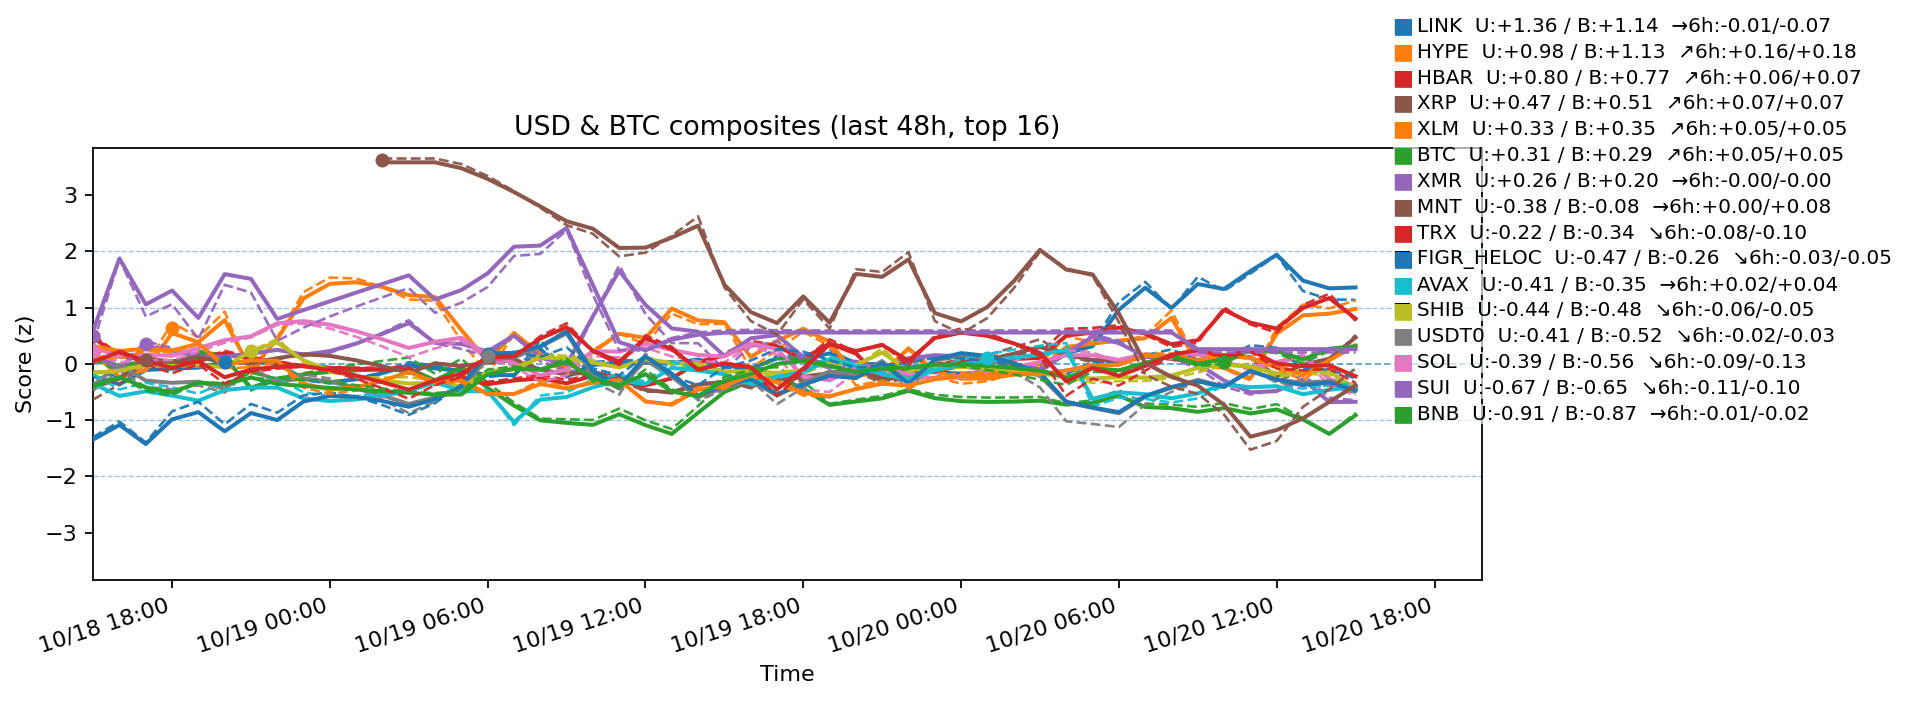 LINK U:+1.36 / B:+1.14 →6h:-0.01/-0.07
HYPE U:+0.98 / B:+1.13 ↗6h:+0.16/+0.18
HBAR U:+0.80 / B:+0.77 ↗6h:+0.06/+0.07
XRP U:+0.47 / B:+0.51 ↗6h:+0.07/+0.07
XLM U:+0.33 / B:+0.35 ↗6h:+0.05/+0.05
BTC U:+0.31 / B:+0.29 ↗6h:+0.05/+0.05
XMR U:+0.26 / B:+0.20 →6h:-0.00/-0.00
MNT U:-0.38 / B:-0.08 →6h:+0.00/+0.08
TRX U:-0.22 / B:-0.34 ↘6h:-0.08/-0.10
FIGR_HELOC U:-0.47 / B:-0.26 ↘6h:-0.03/-0.05
AVAX U:-0.41 / B:-0.35 →6h:+0.02/+0.04
SHIB U:-0.44 / B:-0.48 ↘6h:-0.06/-0.05
USDT0 U:-0.41 / B:-0.52 ↘6h:-0.02/-0.03
SOL U:-0.39 / B:-0.56 ↘6h:-0.09/-0.13
SUI U:-0.67 / B:-0.65 ↘6h:-0.11/-0.10
BNB U:-0.91 / B:-0.87 →6h:-0.01/-0.02
USD & BTC composites (last 48h, top 16)
Score (z)
3
2
1
0
−1
−2
−3
10/18 18:00
10/19 00:00
10/19 06:00
10/19 12:00
10/19 18:00
10/20 00:00
10/20 06:00
10/20 12:00
10/20 18:00
Time